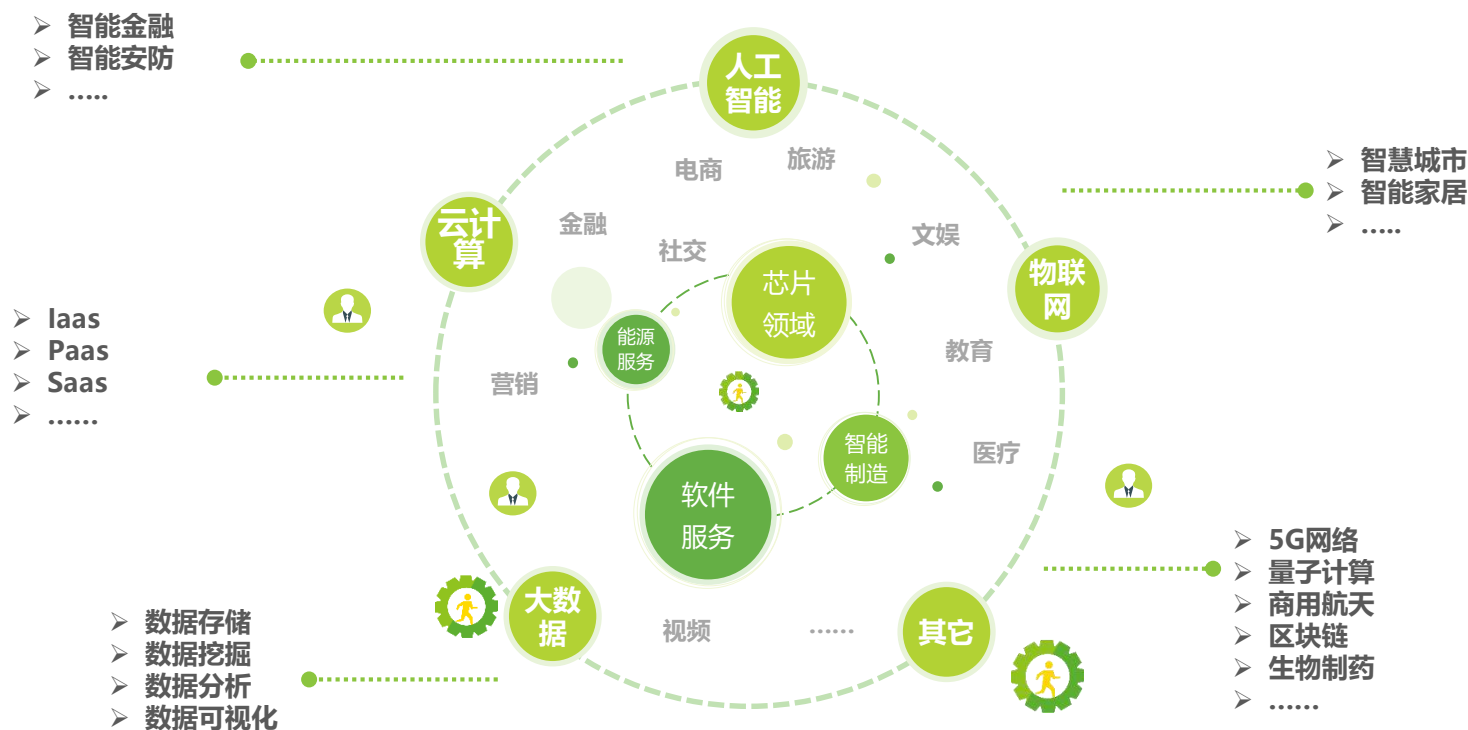 ➢ 智能金融
➢ 智能安防
➢ .....
人工
智能
➢ 智慧城市
➢ 智能家居
➢ .....
电商
旅游
云计
算
金融
社交
文娱
物联
网
芯片
领域
能源
服务
➢ Iaas
➢ Paas
➢ Saas
➢ ......
营销
教育
智能
制造
医疗
软件
服务
➢ 5G网络
➢ 量子计算
➢ 商用航天
➢ 区块链
➢ 生物制药
➢ ......
大数
据
视频
......
其它
➢ 数据存储
➢ 数据挖掘
➢ 数据分析
➢ 数据可视化